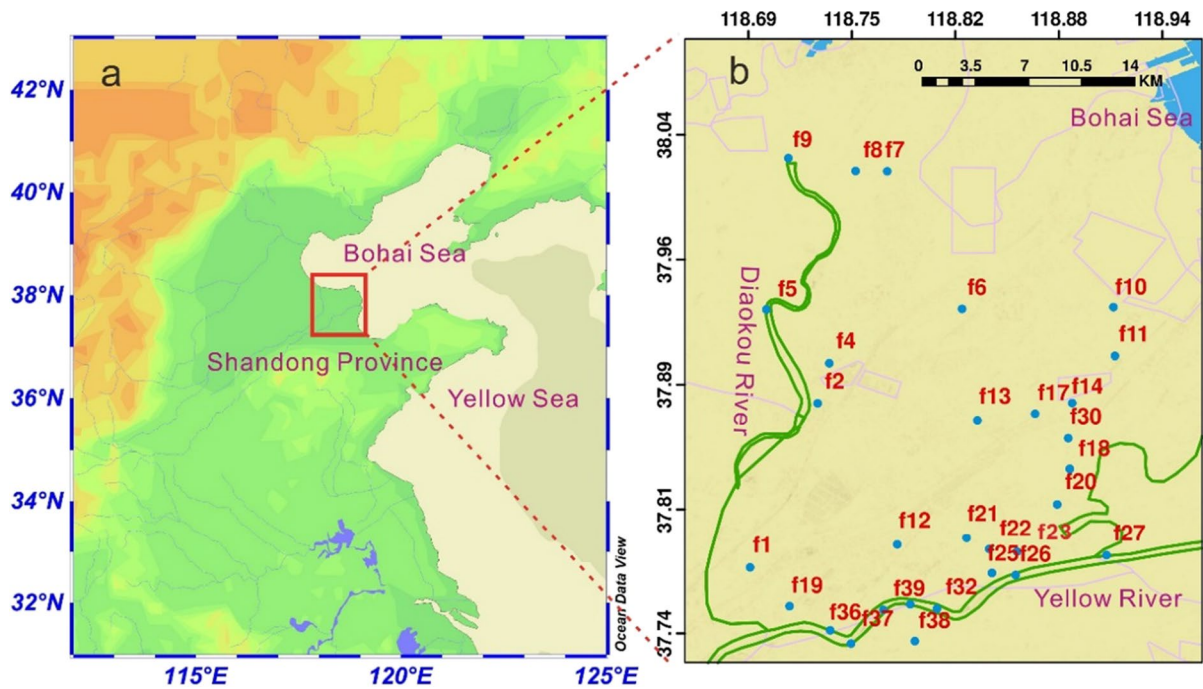 a
42°N
40°N
38°N
36°N
34°N
32°N
115°E
120°E
125°E
Bohai Sea
Shandong Province
Yellow Sea
Ocean Data View
b
118.69
118.75
118.82
118.88
118.94
0
3.5
7
10.5
14
KM
Bohai Sea
38.04
37.96
37.89
37.81
37.74
Diaokou River
Yellow River
f9
f8
f7
f5
f6
f10
f11
f4
f2
f13
f17
f14
f30
f18
f20
f12
f21
f22
f23
f25
f26
f27
f1
f19
f39
f32
f36
f37
f38